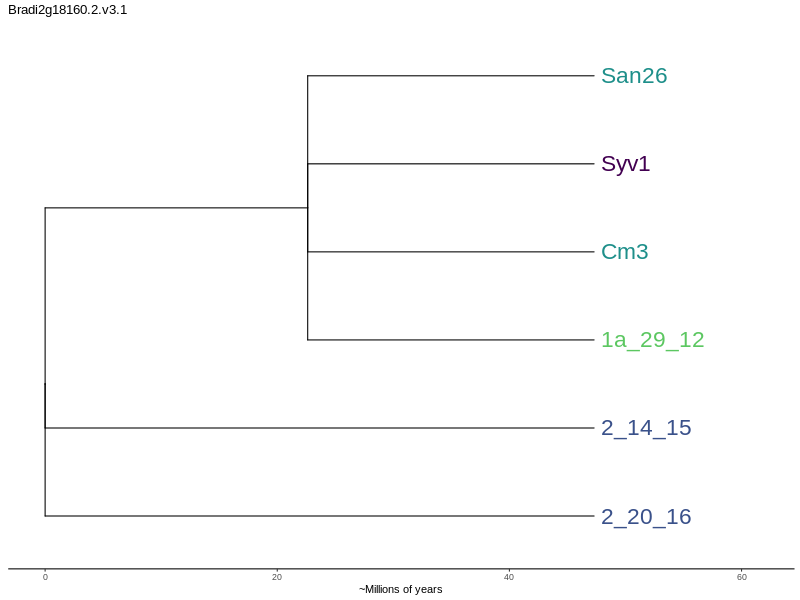 Bradi2g18160.2.v3.1
San26
Syv1
Cm3
1a_29_12
2_14_15
2_20_16
0 20 40 60
~Millions of years